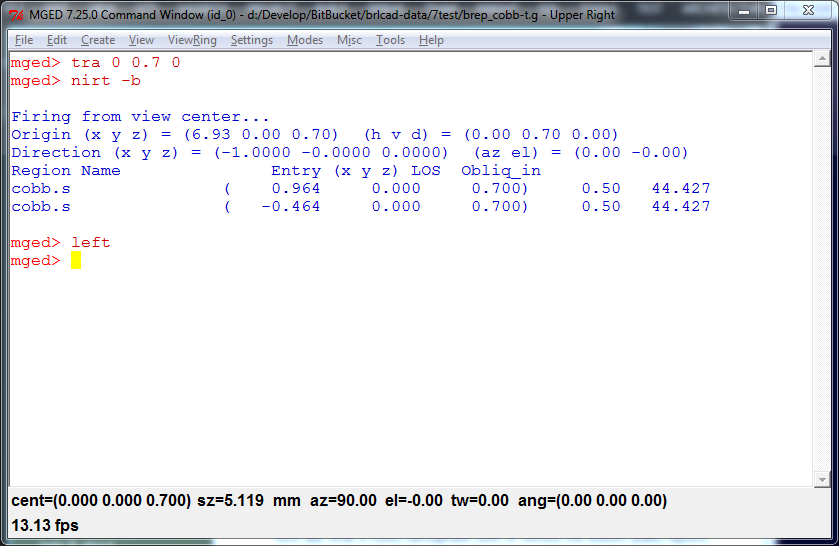 MGED 7.25.0 Command Window (id_0) - d:/Develop/BitBucket/brlcad-data/7test/brep_cobb-t.g - Upper Right
File Edit Create View ViewRing Settings Modes Misc Tools Help
mged> tra 0 0.7 0
mged> nirt -b
Firing from view center...
Origin (x y z) = (6.93 0.00 0.70) (h v d) = (0.00 0.70 0.00)
Direction (x y z) = (-1.0000 -0.0000 0.0000) (az el) = (0.00 -0.00)
Region Name Entry (x y z) LOS Obliq_in
cobb.s ( 0.964 0.000 0.700) 0.50 44.427
cobb.s ( -0.464 0.000 0.700) 0.50 44.427
mged> left
mged>
cent=(0.000 0.000 0.700) sz=5.119 mm az=90.00 el=-0.00 tw=0.00 ang=(0.00 0.00 0.00)
13.13 fps